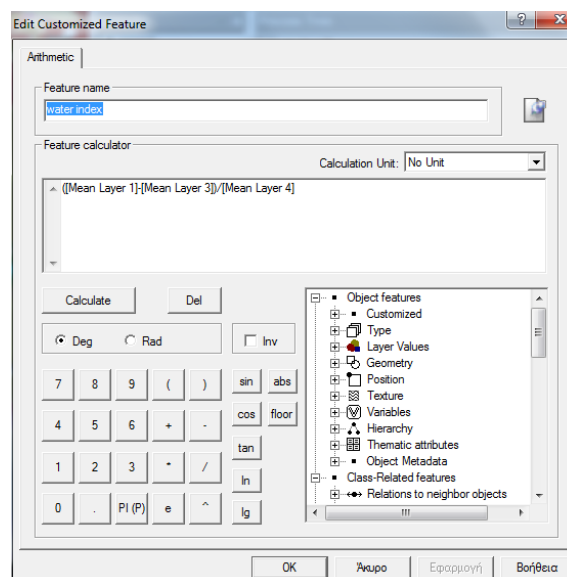 Edit Customized Feature
?
Arithmetic
Feature name
water index
Feature calculator
Calculation Unit: No Unit
([Mean Layer 1]-[Mean Layer 3])/[Mean Layer 4]
Calculate Del
Deg Rad Inv
7 8 9 ( ) sin abs
4 5 6 + - cos floor
tan
1 2 3 * / ln
0 . PI (P) e ^ lg
Object features
Customized
Type
Layer Values
Geometry
Position
Texture
Variables
Hierarchy
Thematic attributes
Object Metadata
Class-Related features
Relations to neighbor objects
OK Άκυρο Εφαρμογή Βοήθεια